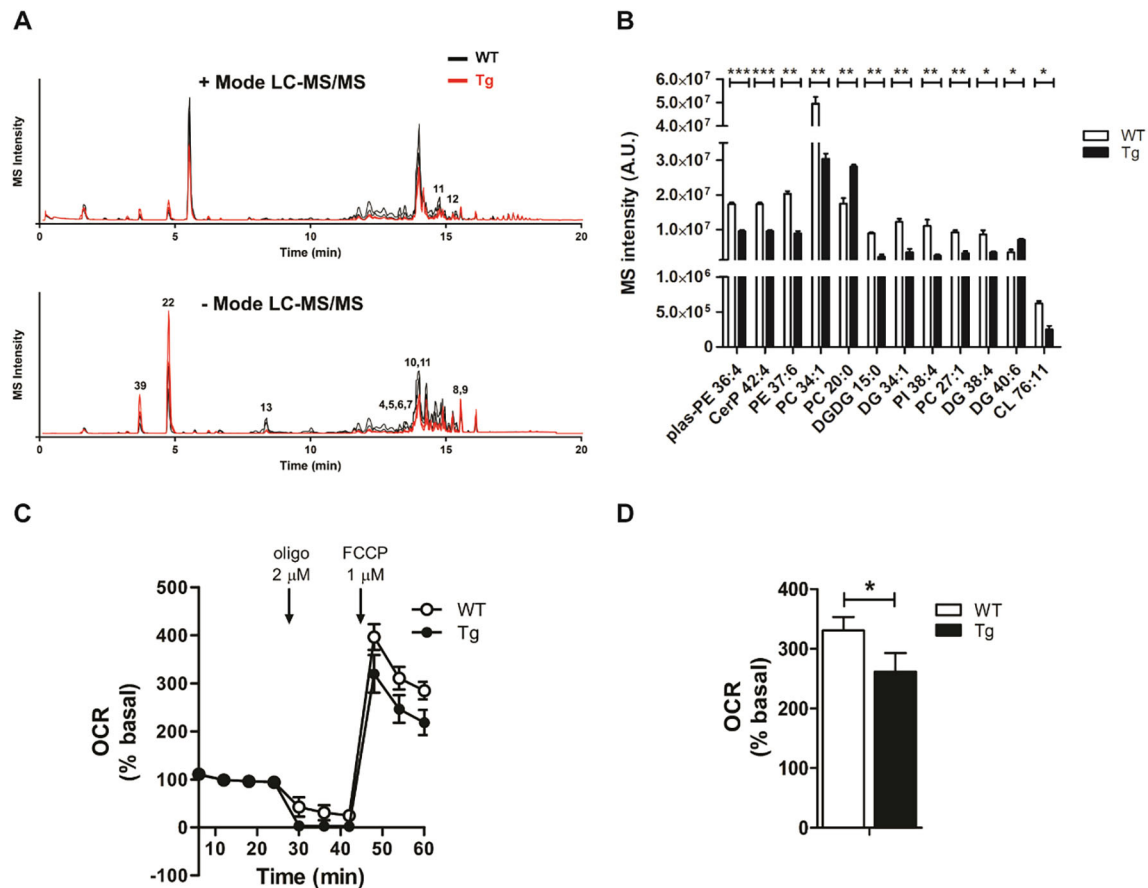 A
WT
Tg
+ Mode LC-MS/MS
MS Intensity
11
12
0 5 10 15 20
Time (min)
- Mode LC-MS/MS
MS Intensity
22
39
13
4,5,6,7
10,11
8,9
0 5 10 15 20
Time (min)
B
*** *** ** ** ** ** ** ** ** * * *
6.0×10⁷
5.0×10⁷
4.0×10⁷
3.0×10⁷
2.0×10⁷
1.0×10⁷
1.0×10⁶
5.0×10⁵
0
MS intensity (A.U.)
WT
Tg
plas-PE 36:4
CerP 42:4
PE 37:6
PC 34:1
PC 20:0
DGDG 15:0
DG 34:1
PI 38:4
PC 27:1
DG 38:4
DG 40:6
CL 76:11
C
oligo
2 μM
FCCP
1 μM
WT
Tg
500
400
300
200
100
0
-100
OCR
(% basal)
10 20 30 40 50 60
Time (min)
D
*
WT
Tg
400
300
200
100
0
OCR
(% basal)